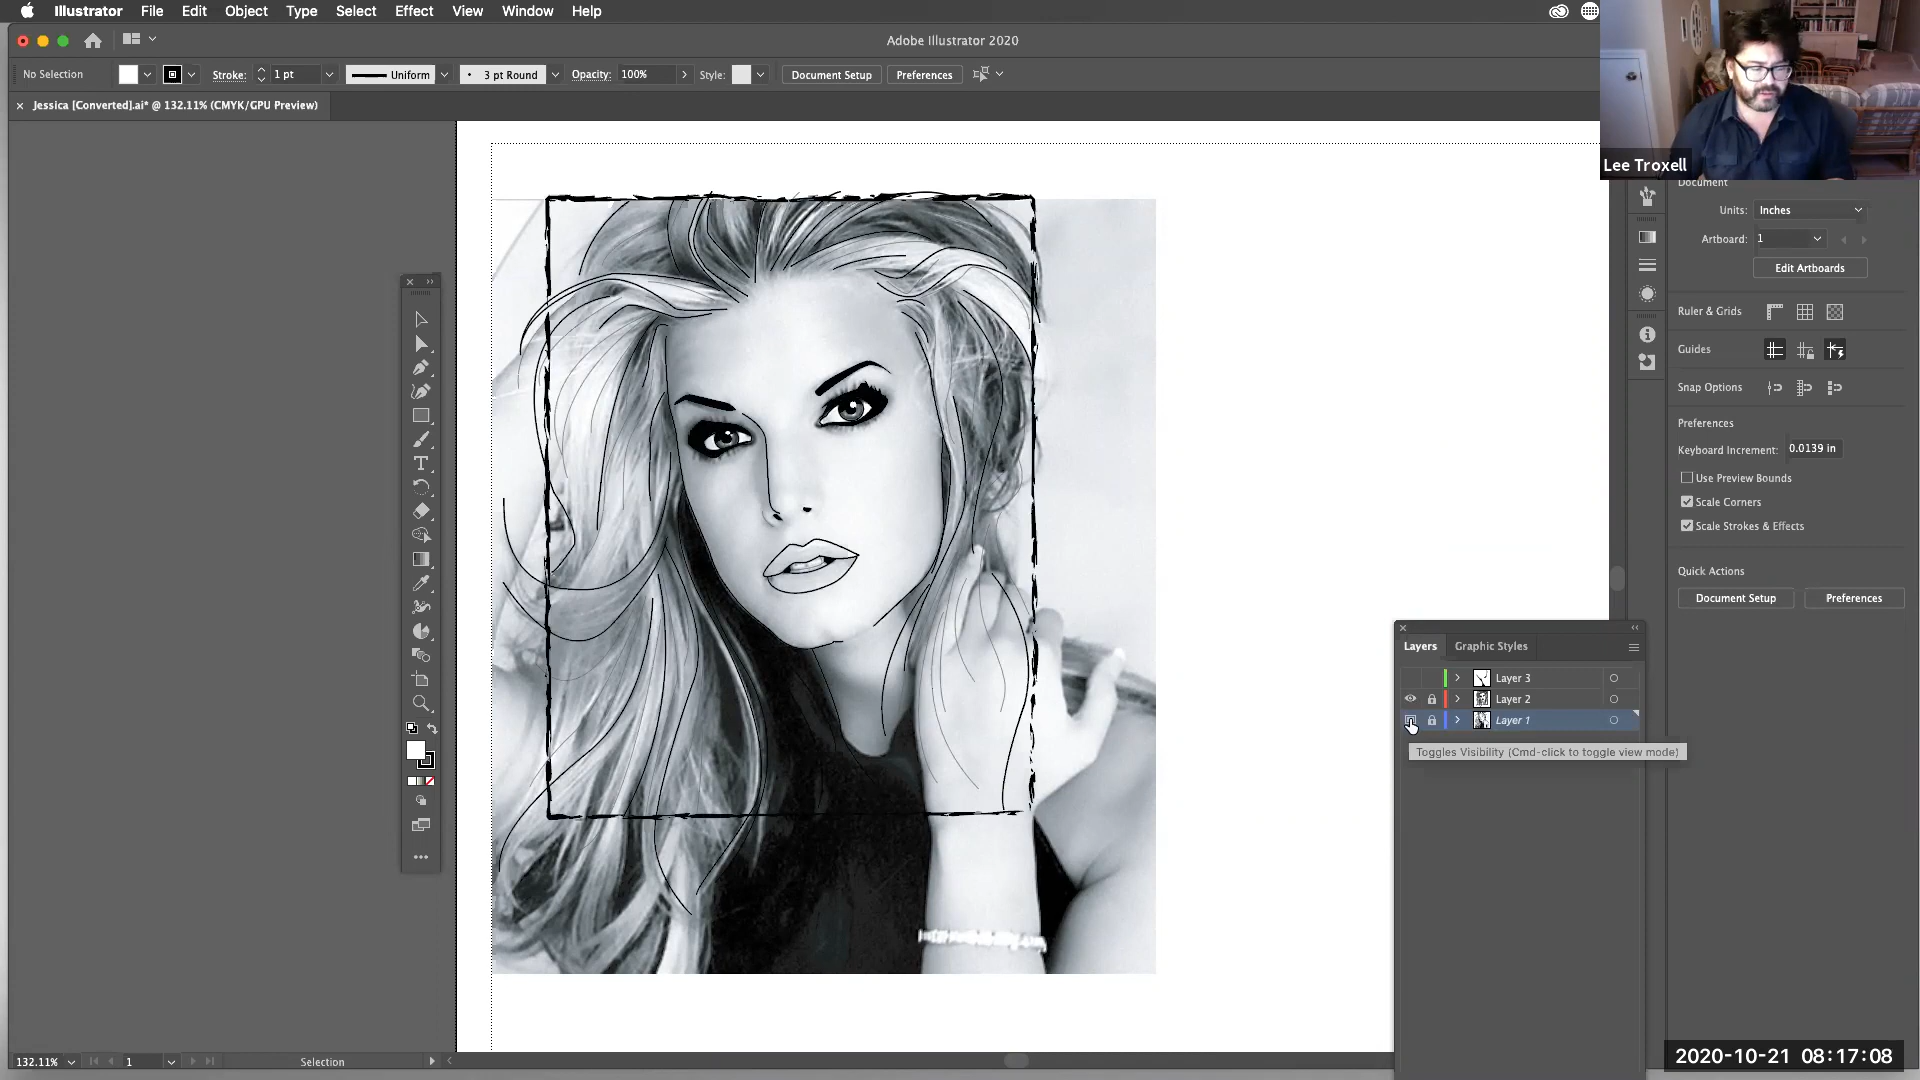 Illustrator File Edit Object Type Select Effect View Window Help
Adobe Illustrator 2020
No Selection Stroke: 1 pt Uniform 3 pt Round Opacity: 100% Style: Document Setup Preferences
Jessica [Converted].ai* @ 132.11% (CMYK/GPU Preview)
Lee Troxell
Document
Units: Inches
Artboard: 1
Edit Artboards
Ruler & Grids
Guides
Snap Options
Preferences
Keyboard Increment: 0.0139 in
Use Preview Bounds
Scale Corners
Scale Strokes & Effects
Quick Actions
Document Setup Preferences
Layers Graphic Styles
Layer 3
Layer 2
Layer 1
Toggles Visibility (Cmd-click to toggle view mode)
132.11% 1 Selection
2020-10-21 08:17:08